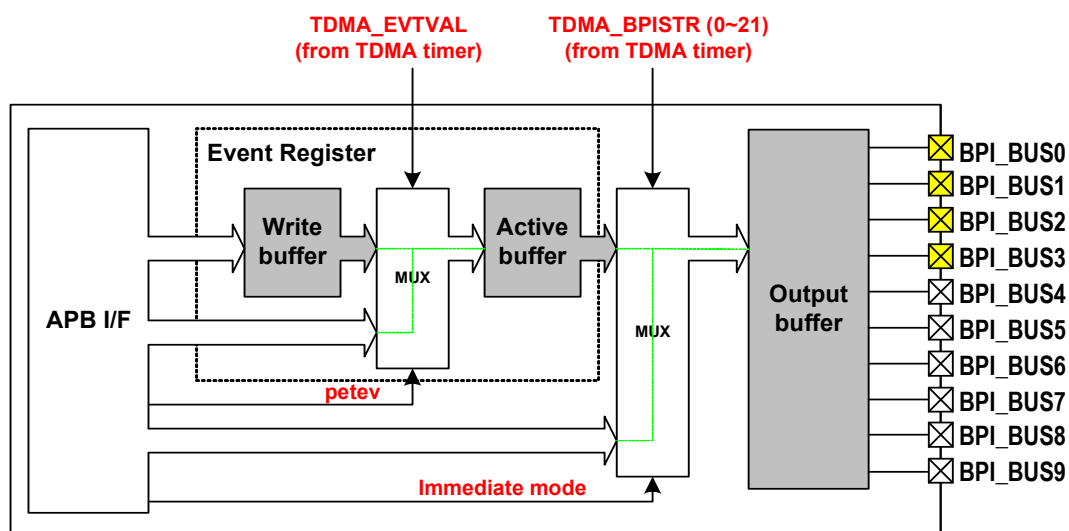 TDMA_EVTVAL
(from TDMA timer)
TDMA_BPISTR (0~21)
(from TDMA timer)
Event Register
Write
buffer
MUX
Active
buffer
MUX
APB I/F
Output
buffer
petev
Immediate mode
BPI_BUS0
BPI_BUS1
BPI_BUS2
BPI_BUS3
BPI_BUS4
BPI_BUS5
BPI_BUS6
BPI_BUS7
BPI_BUS8
BPI_BUS9